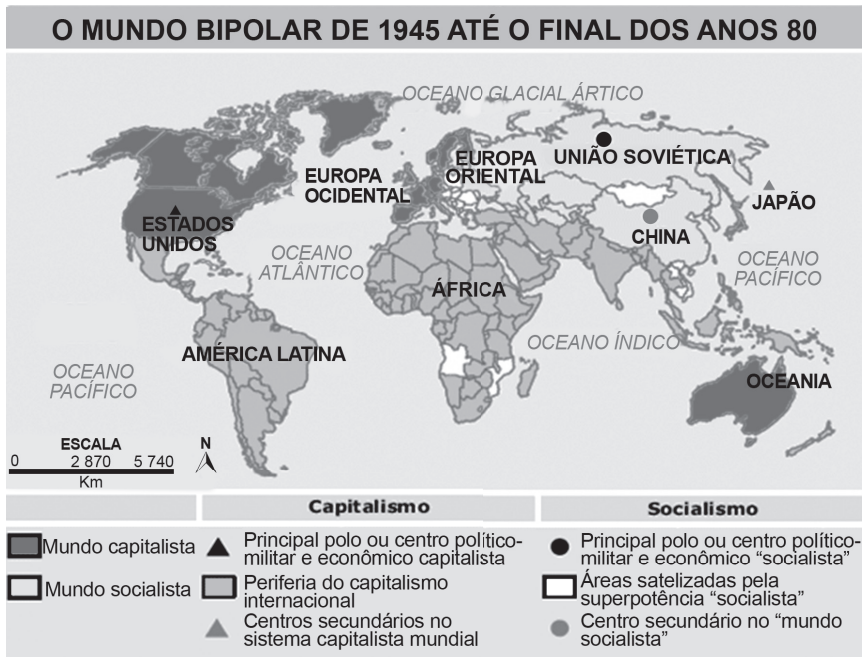 O MUNDO BIPOLAR DE 1945 ATÉ O FINAL DOS ANOS 80
OCEANO GLACIAL ÁRTICO
EUROPA
OCIDENTAL
EUROPA
ORIENTAL
UNIÃO SOVIÉTICA
JAPÃO
ESTADOS
UNIDOS
CHINA
OCEANO
ATLÂNTICO
OCEANO
PACÍFICO
ÁFRICA
OCEANO ÍNDICO
AMÉRICA LATINA
OCEANO
PACÍFICO
OCEANIA
ESCALA
0 2 870 5 740
Km
N
Capitalismo
Socialismo
Mundo capitalista
Mundo socialista
Principal polo ou centro político-
militar e econômico capitalista
Periferia do capitalismo
internacional
Centros secundários no
sistema capitalista mundial
Principal polo ou centro político-
militar e econômico “socialista”
Áreas satelizadas pela
superpotência “socialista”
Centro secundário no “mundo
socialista”